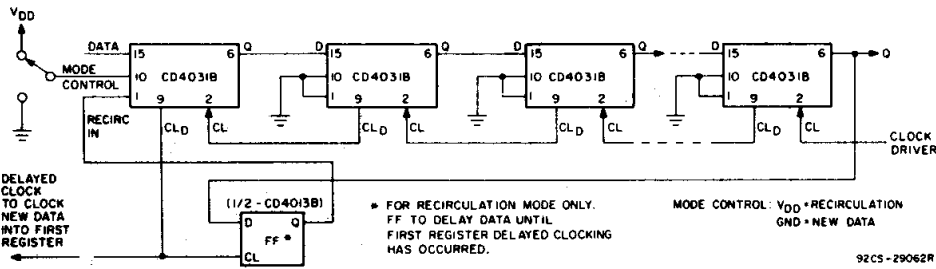 VDD
DATA
MODE
CONTROL
RECIRC
IN
15
10
1
9
2
6
CD4031B
Q
D
15
10
1
9
2
6
CD4031B
Q
D
15
10
1
9
2
6
CD4031B
Q
D
15
10
1
9
2
6
CD4031B
Q
CLD
CL
CLD
CL
CLD
CL
CLD
CL
CLOCK
DRIVER
DELAYED
CLOCK
TO CLOCK
NEW DATA
INTO FIRST
REGISTER
(1/2 - CD4013B)
D
Q
FF *
CL
* FOR RECIRCULATION MODE ONLY.
FF TO DELAY DATA UNTIL
FIRST REGISTER DELAYED CLOCKING
HAS OCCURRED.
MODE CONTROL: VDD = RECIRCULATION
GND = NEW DATA
92CS-29062R